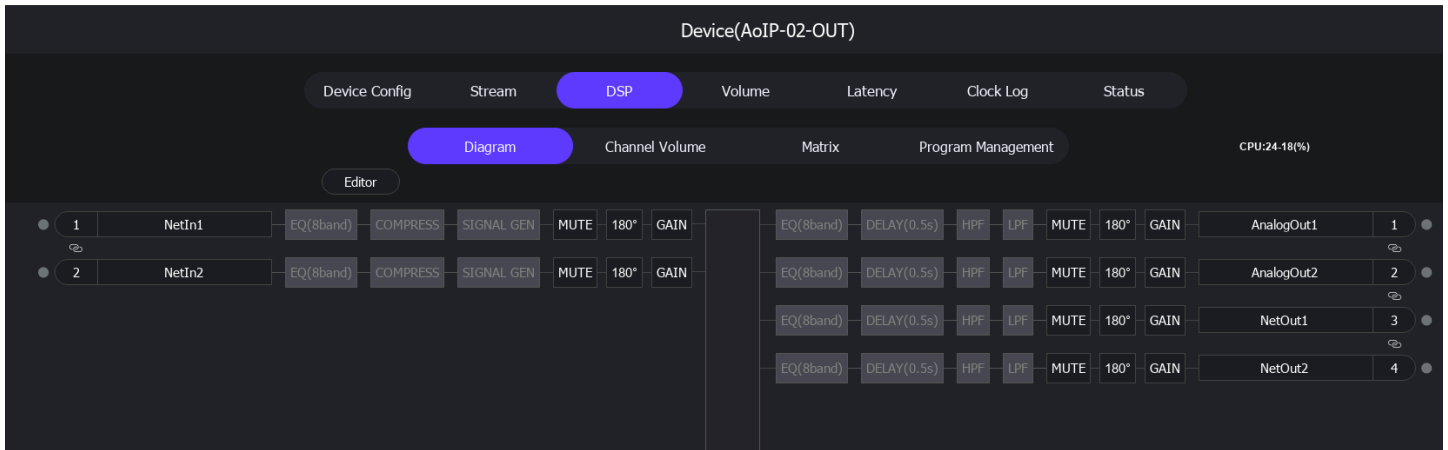 Device(AoIP-02-OUT)
Device Config Stream DSP Volume Latency Clock Log Status
Diagram Channel Volume Matrix Program Management CPU:24-18(%)
Editor
1 NetIn1 EQ(8band) COMPRESS SIGNAL GEN MUTE 180° GAIN EQ(8band) DELAY(0.5s) HPF LPF MUTE 180° GAIN AnalogOut1 1
2 NetIn2 EQ(8band) COMPRESS SIGNAL GEN MUTE 180° GAIN EQ(8band) DELAY(0.5s) HPF LPF MUTE 180° GAIN AnalogOut2 2
EQ(8band) DELAY(0.5s) HPF LPF MUTE 180° GAIN NetOut1 3
EQ(8band) DELAY(0.5s) HPF LPF MUTE 180° GAIN NetOut2 4